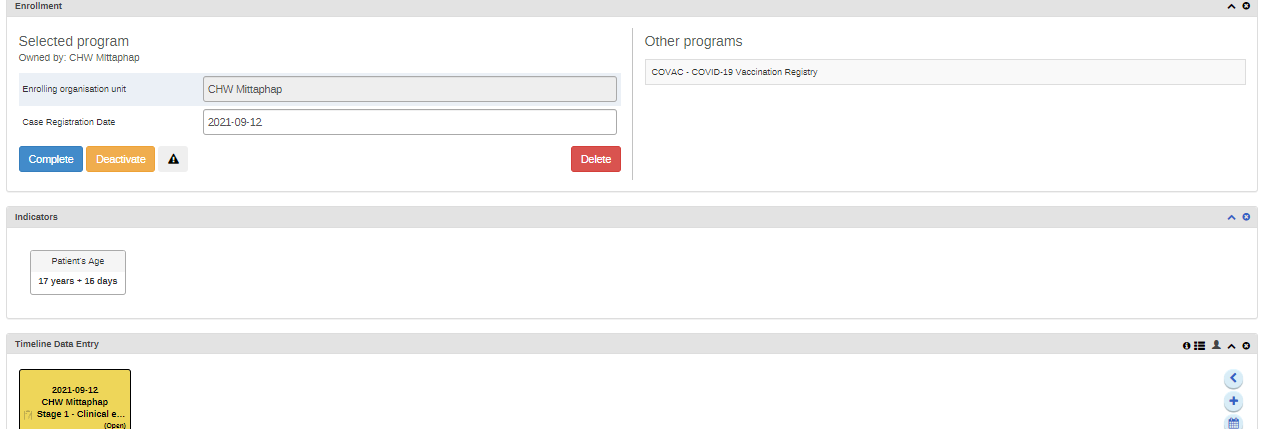 Enrollment
Selected program
Owned by: CHW Mittaphap
Enrolling organisation unit
CHW Mittaphap
Case Registration Date
2021-09-12
Complete
Deactivate
Delete
Other programs
COVAC - COVID-19 Vaccination Registry
Indicators
Patient's Age
17 years + 15 days
Timeline Data Entry
2021-09-12
CHW Mittaphap
Stage 1 - Clinical e...
(Open)